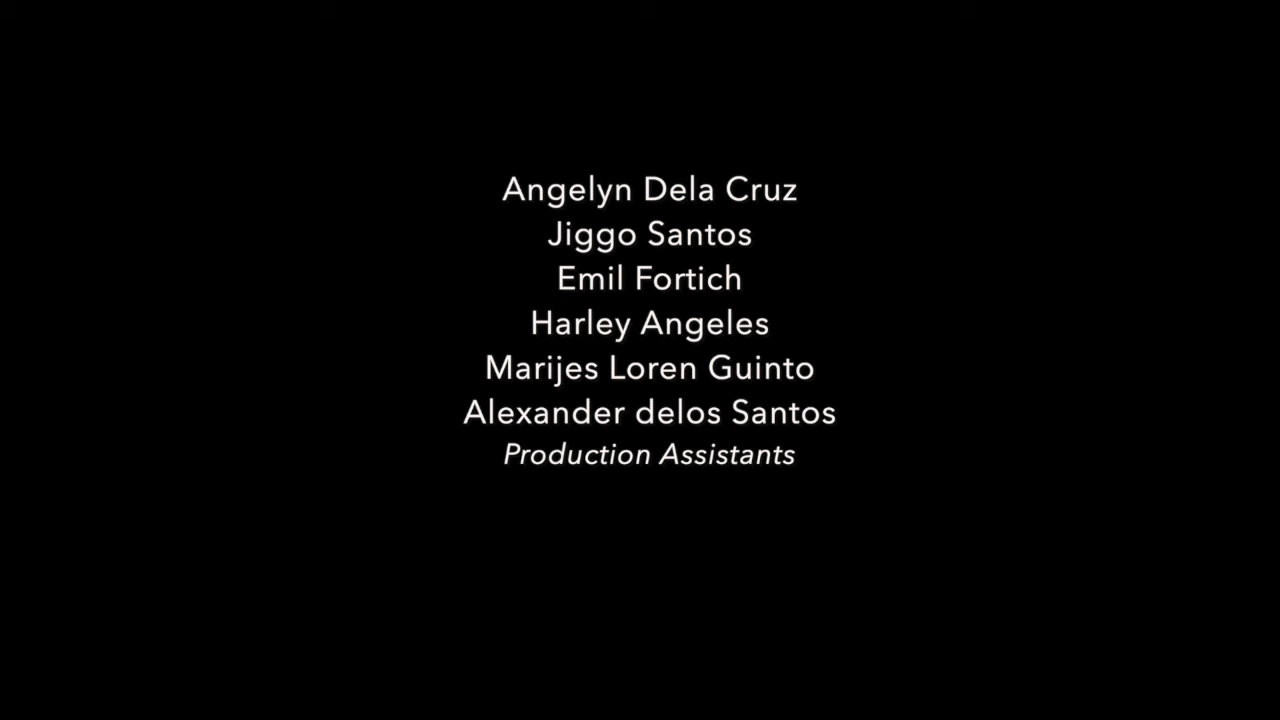 Angelyn Dela Cruz
Jiggo Santos
Emil Fortich
Harley Angeles
Marijes Loren Guinto
Alexander delos Santos
Production Assistants